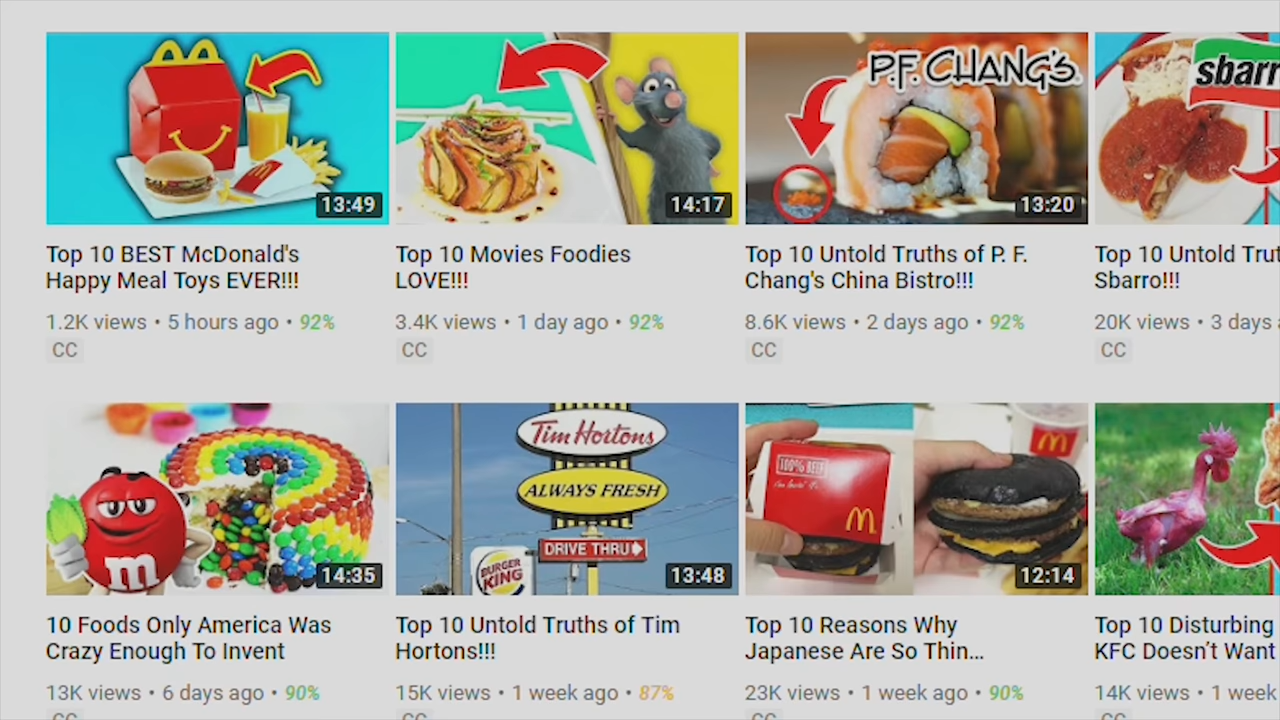 P.F. CHANG'S
sbarr
13:49
14:17
13:20
Top 10 BEST McDonald's
Happy Meal Toys EVER!!!
1.2K views • 5 hours ago • 92%
CC
Top 10 Movies Foodies
LOVE!!!
3.4K views • 1 day ago • 92%
CC
Top 10 Untold Truths of P. F.
Chang's China Bistro!!!
8.6K views • 2 days ago • 92%
CC
Top 10 Untold Trut
Sbarro!!!
20K views • 3 days a
CC
m
14:35
Tim Hortons
ALWAYS FRESH
DRIVE THRU
BURGER
KING
13:48
100% BEEF
12:14
10 Foods Only America Was
Crazy Enough To Invent
13K views • 6 days ago • 90%
CC
Top 10 Untold Truths of Tim
Hortons!!!
15K views • 1 week ago • 87%
CC
Top 10 Reasons Why
Japanese Are So Thin...
23K views • 1 week ago • 90%
CC
Top 10 Disturbing
KFC Doesn't Want
14K views • 1 week
CC